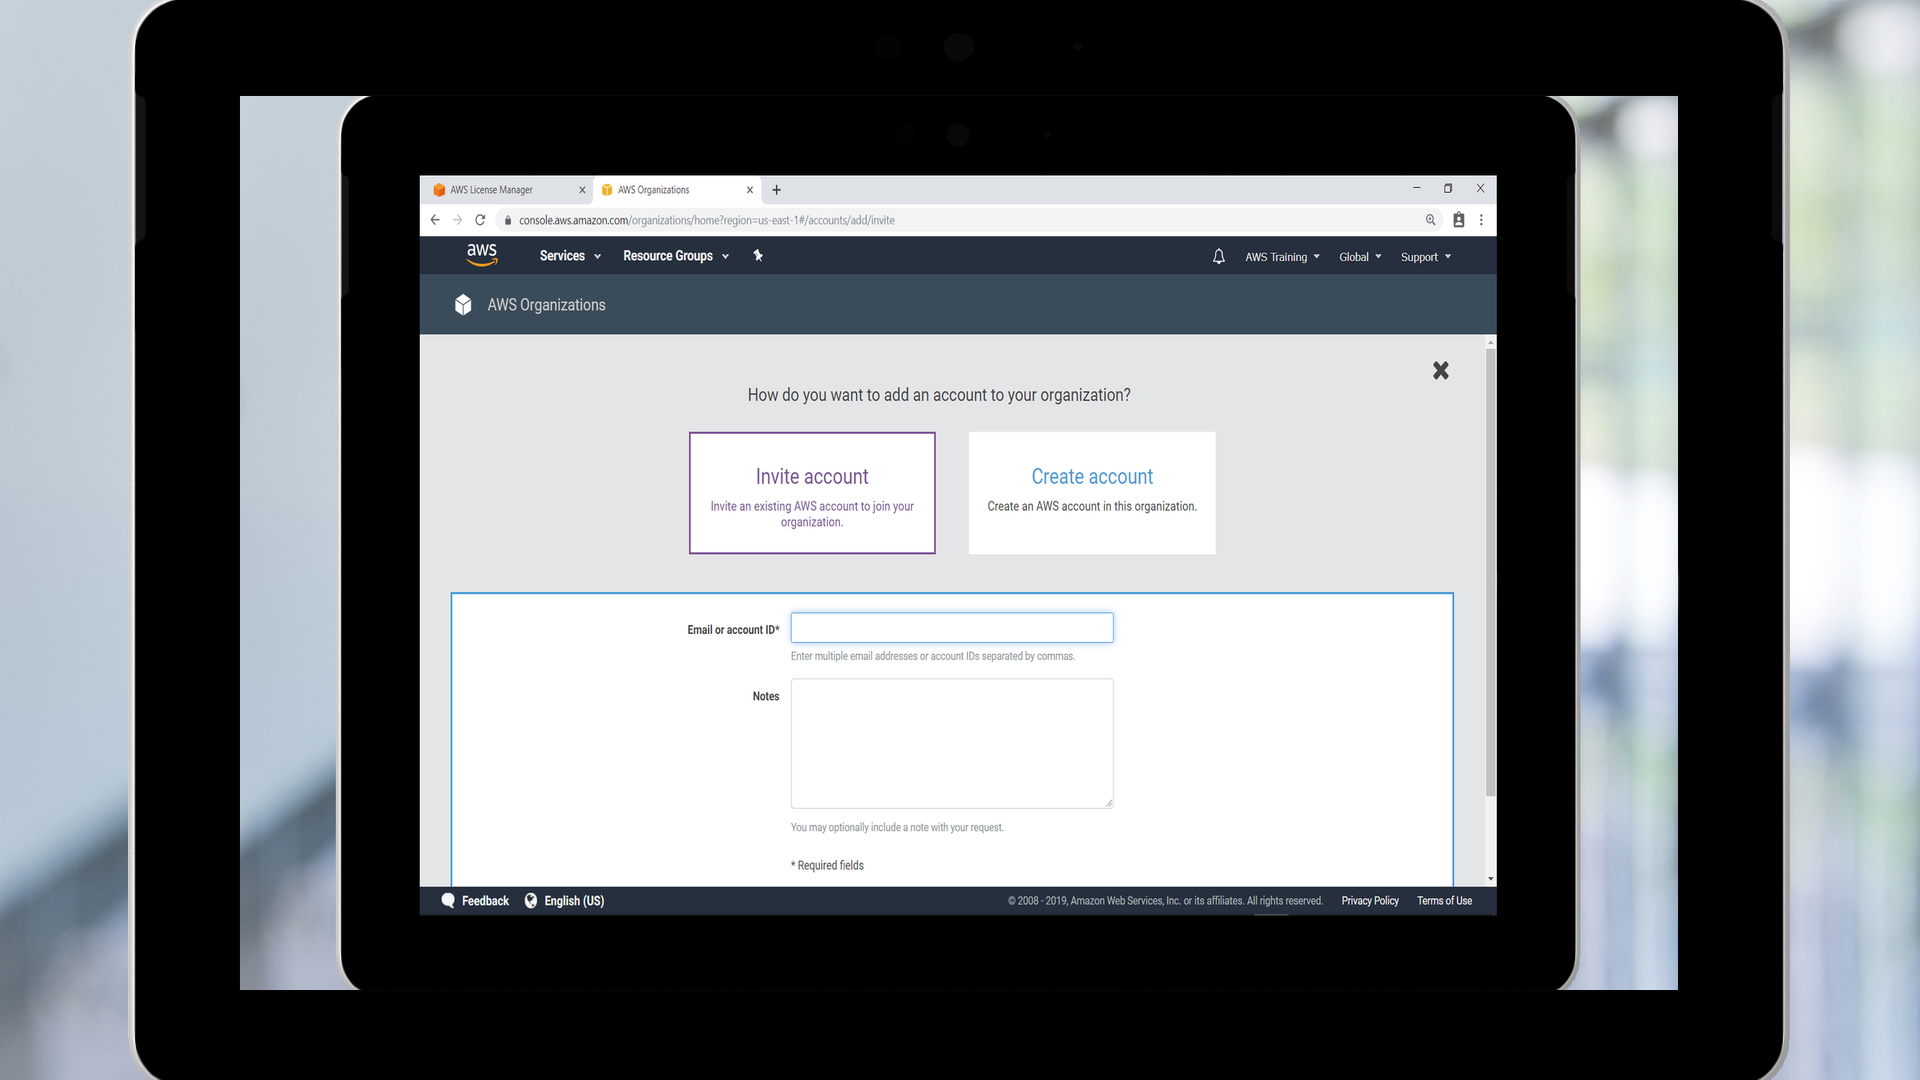 AWS License Manager
AWS Organizations
console.aws.amazon.com/organizations/home?region=us-east-1#/accounts/add/invite
aws
Services
Resource Groups
AWS Training
Global
Support
AWS Organizations
How do you want to add an account to your organization?
Invite account
Invite an existing AWS account to join your
organization.
Create account
Create an AWS account in this organization.
Email or account ID*
Enter multiple email addresses or account IDs separated by commas.
Notes
You may optionally include a note with your request.
* Required fields
Feedback
English (US)
© 2008 - 2019, Amazon Web Services, Inc. or its affiliates. All rights reserved.
Privacy Policy
Terms of Use